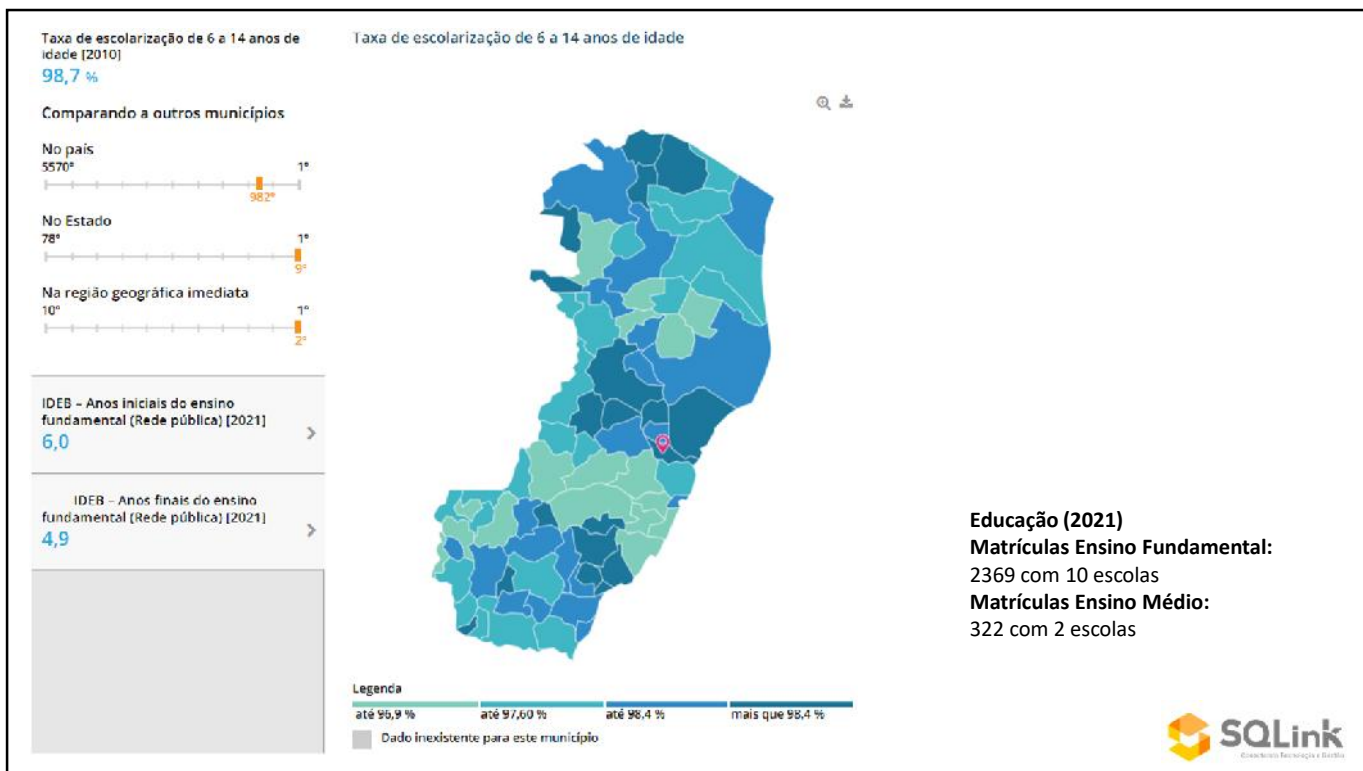 Taxa de escolarização de 6 a 14 anos de
idade [2010]
98,7 %
Comparando a outros municípios
No país
5570° 1°
982°
No Estado
78° 1°
9°
Na região geográfica imediata
10° 1°
2°
IDEB – Anos iniciais do ensino
fundamental (Rede pública) [2021]
6,0
IDEB – Anos finais do ensino
fundamental (Rede pública) [2021]
4,9
Taxa de escolarização de 6 a 14 anos de idade
Legenda
até 96,9 % até 97,60 % até 98,4 % mais que 98,4 %
Dado inexistente para este município
Educação (2021)
Matrículas Ensino Fundamental:
2369 com 10 escolas
Matrículas Ensino Médio:
322 com 2 escolas
SQLink
Conectando Tecnologia e Gestão